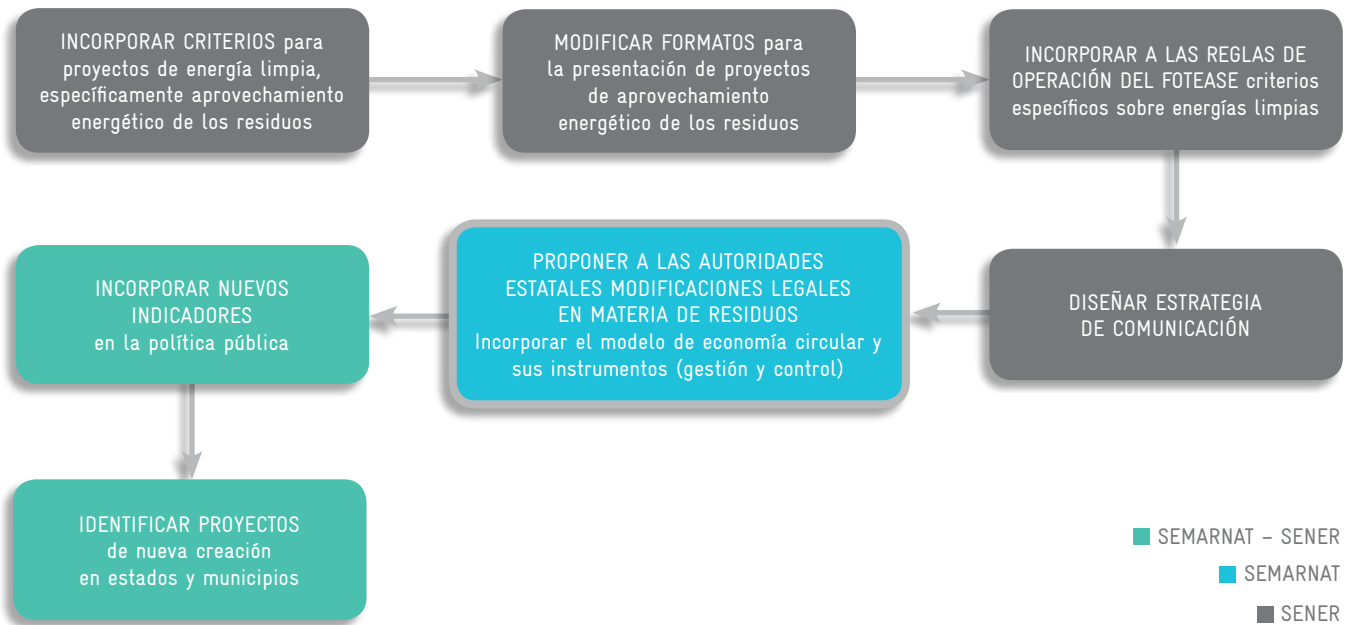 INCORPORAR CRITERIOS para
proyectos de energía limpia,
específicamente aprovechamiento
energético de los residuos
MODIFICAR FORMATOS para
la presentación de proyectos
de aprovechamiento
energético de los residuos
INCORPORAR A LAS REGLAS DE
OPERACIÓN DEL FOTEASE criterios
específicos sobre energías limpias
DISEÑAR ESTRATEGIA
DE COMUNICACIÓN
PROPONER A LAS AUTORIDADES
ESTATALES MODIFICACIONES LEGALES
EN MATERIA DE RESIDUOS
Incorporar el modelo de economía circular y
sus instrumentos (gestión y control)
INCORPORAR NUEVOS
INDICADORES
en la política pública
IDENTIFICAR PROYECTOS
de nueva creación
en estados y municipios
SEMARNAT – SENER
SEMARNAT
SENER